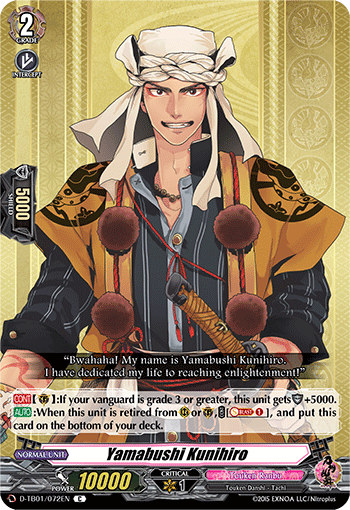 2
GRADE
INTERCEPT
5000
SHIELD
"Bwahaha! My name is Yamabushi Kunihiro.
I have dedicated my life to reaching enlightenment!"
CONT [ ]:If your vanguard is grade 3 or greater, this unit gets +5000.
AUTO:When this unit is retired from or , [ BLAST 1 ], and put this
card on the bottom of your deck.
NORMAL UNIT
Yamabushi Kunihiro
POWER 10000
CRITICAL
1
Touken Ranbu
Touken Danshi - Tachi
D-TB01/072EN C
©2015 EXNOA LLC/Nitroplus